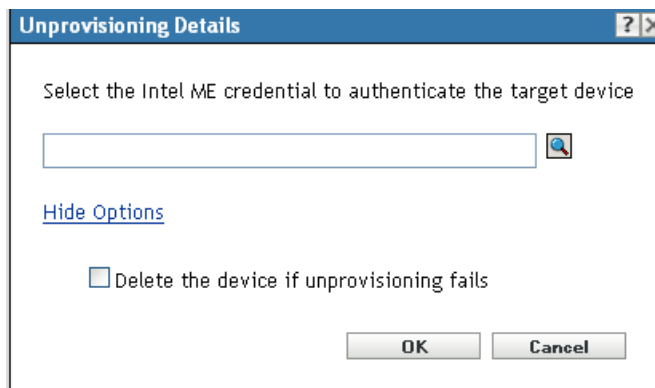 Unprovisioning Details ? X
Select the Intel ME credential to authenticate the target device
Hide Options
Delete the device if unprovisioning fails
OK Cancel